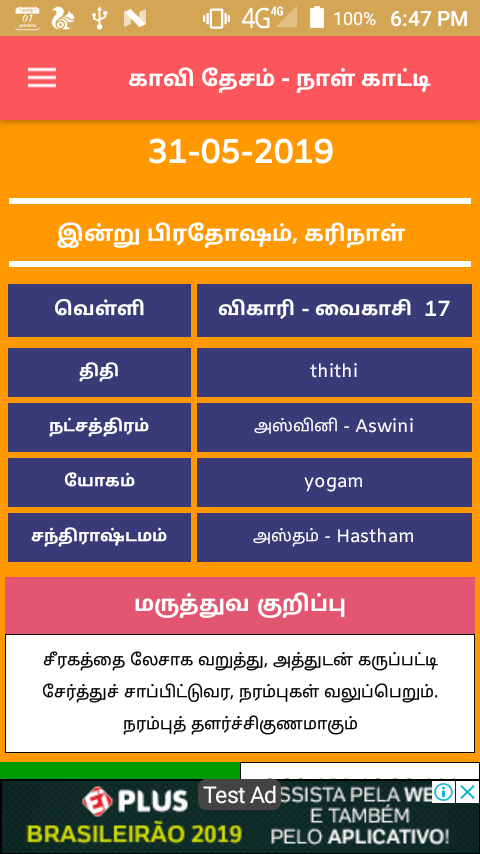 4G 4G 100% 6:47 PM
காவி தேசம் - நாள் காட்டி
31-05-2019
இன்று பிரதோஷம், கரிநாள்
வெள்ளி விகாரி - வைகாசி 17
திதி thithi
நட்சத்திரம் அஸ்வினி - Aswini
யோகம் yogam
சந்திராஷ்டமம் அஸ்தம் - Hastham
மருத்துவ குறிப்பு
சீரகத்தை லேசாக வறுத்து, அத்துடன் கருப்பட்டி
சேர்த்துச் சாப்பிட்டுவர, நரம்புகள் வலுப்பெறும்.
நரம்புத் தளர்ச்சிகுணமாகும்
PLUS
BRASILEIRÃO 2019
Test Ad
ASSISTA PELA WE
E TAMBÉM
PELO APLICATIVO!